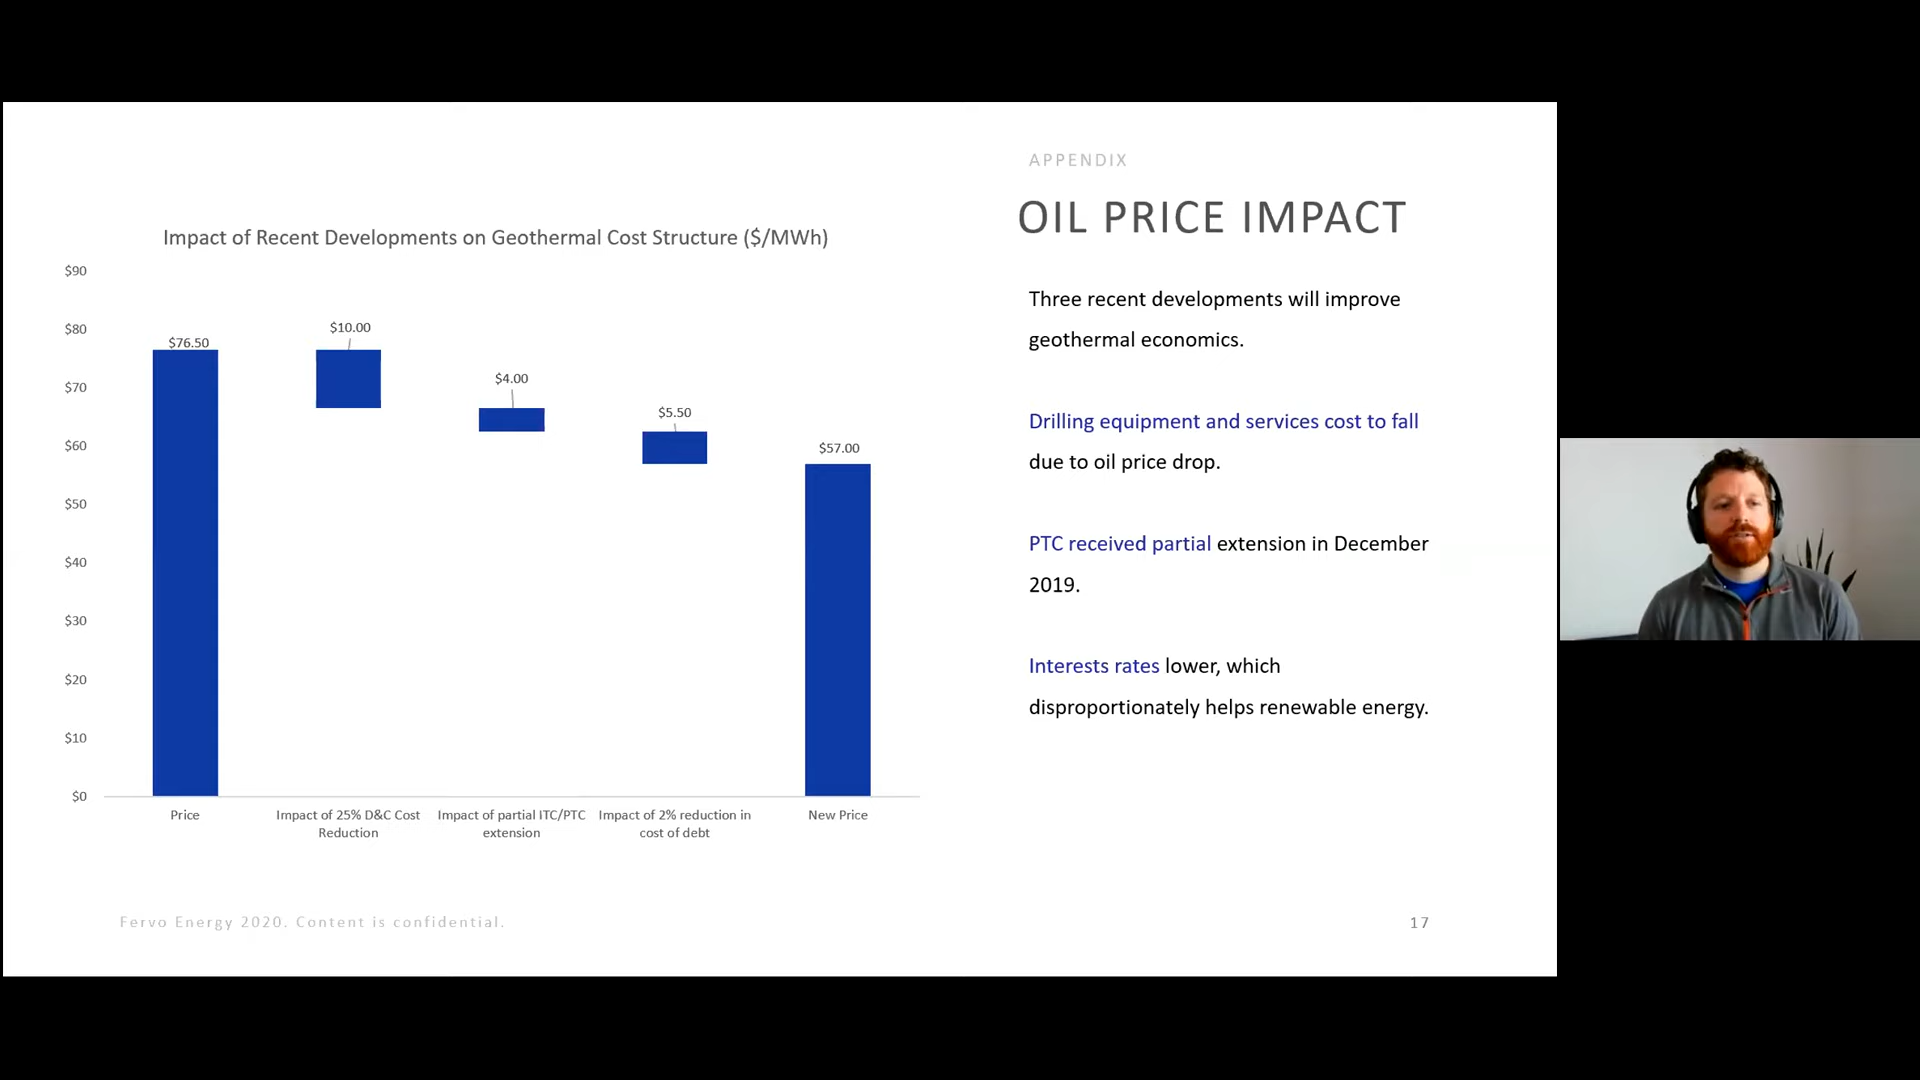 APPENDIX
OIL PRICE IMPACT
Impact of Recent Developments on Geothermal Cost Structure ($/MWh)
$90
$80
$70
$60
$50
$40
$30
$20
$10
$0
$76.50
$10.00
$4.00
$5.50
$57.00
Price
Impact of 25% D&C Cost
Reduction
Impact of partial ITC/PTC
extension
Impact of 2% reduction in
cost of debt
New Price
Three recent developments will improve
geothermal economics.
Drilling equipment and services cost to fall
due to oil price drop.
PTC received partial extension in December
2019.
Interests rates lower, which
disproportionately helps renewable energy.
Fervo Energy 2020. Content is confidential.
17